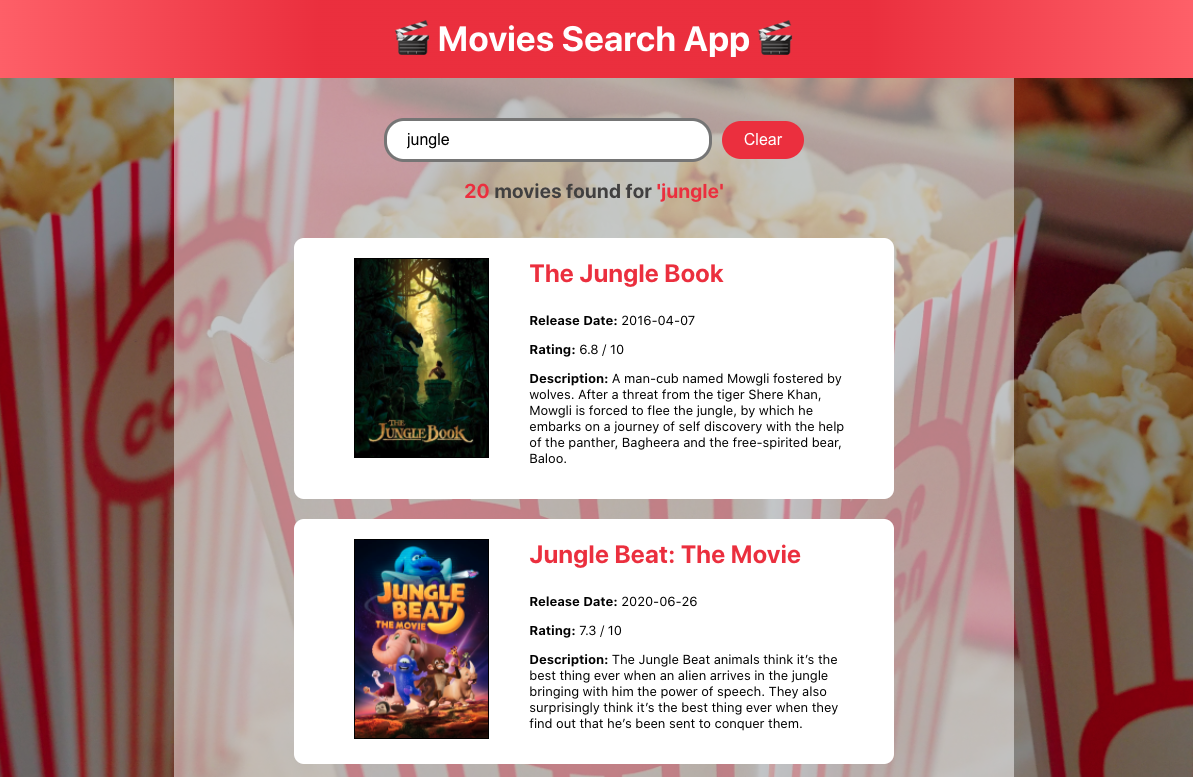 🎬 Movies Search App 🎬
jungle
Clear
20 movies found for 'jungle'
The Jungle Book
Release Date: 2016-04-07
Rating: 6.8 / 10
Description: A man-cub named Mowgli fostered by
wolves. After a threat from the tiger Shere Khan,
Mowgli is forced to flee the jungle, by which he
embarks on a journey of self discovery with the help
of the panther, Bagheera and the free-spirited bear,
Baloo.
THE
JUNGLE BOOK
Jungle Beat: The Movie
Release Date: 2020-06-26
Rating: 7.3 / 10
Description: The Jungle Beat animals think it’s the
best thing ever when an alien arrives in the jungle
bringing with him the power of speech. They also
surprisingly think it’s the best thing ever when they
find out that he’s been sent to conquer them.
JUNGLE
BEAT
THE MOVIE
POP
CORN
POP
corn